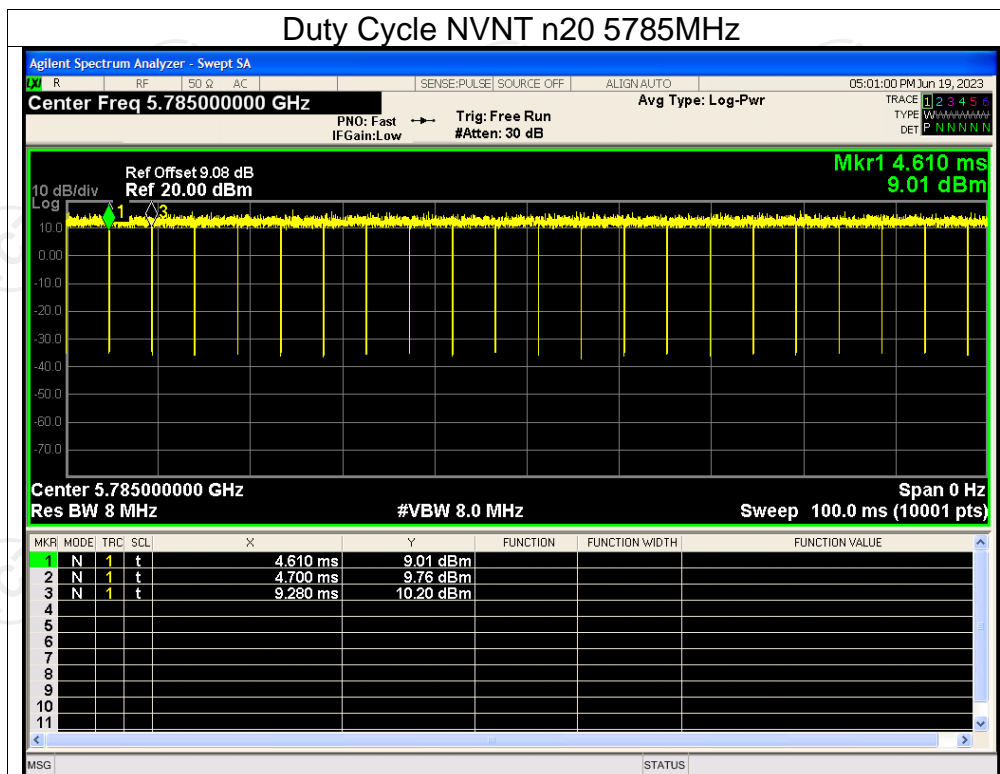 Duty Cycle NVNT n20 5785MHz
Agilent Spectrum Analyzer - Swept SA
LXI R RF 50 Ω AC SENSE:PULSE SOURCE OFF ALIGN AUTO 05:01:00 PM Jun 19, 2023
Center Freq 5.785000000 GHz Avg Type: Log-Pwr TRACE 1 2 3 4 5 6
PNO: Fast Trig: Free Run TYPE WWWWWW
IFGain:Low #Atten: 30 dB DET P N N N N N
Mkr1 4.610 ms
Ref Offset 9.08 dB 9.01 dBm
10 dB/div Ref 20.00 dBm
Log
1 3
10.0
0.00
-10.0
-20.0
-30.0
-40.0
-50.0
-60.0
-70.0
Center 5.785000000 GHz Span 0 Hz
Res BW 8 MHz #VBW 8.0 MHz Sweep 100.0 ms (10001 pts)
MKR MODE TRC SCL X Y FUNCTION FUNCTION WIDTH FUNCTION VALUE
1 N 1 t 4.610 ms 9.01 dBm
2 N 1 t 4.700 ms 9.76 dBm
3 N 1 t 9.280 ms 10.20 dBm
4
5
6
7
8
9
10
11
MSG STATUS